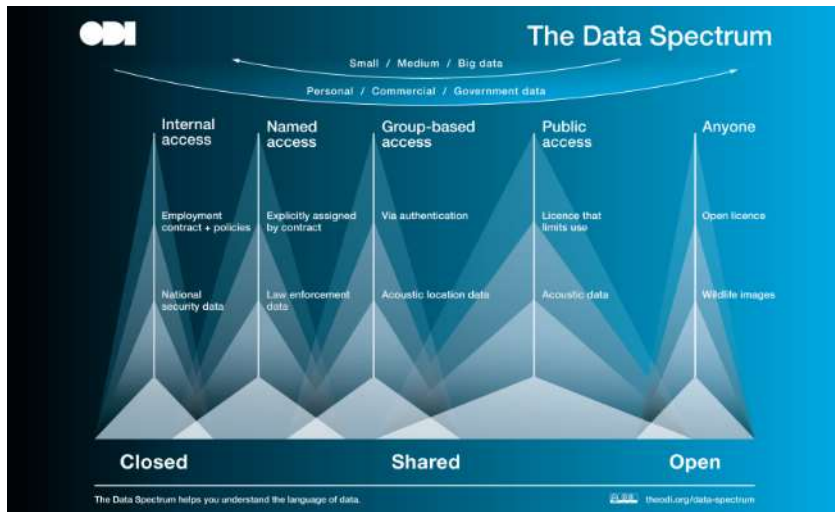 ODI
The Data Spectrum
Small / Medium / Big data
Personal / Commercial / Government data
Internal
access
Named
access
Group-based
access
Public
access
Anyone
Employment
contract + policies
Explicitly assigned
by contract
Via authentication
Licence that
limits use
Open licence
National
security data
Law enforcement
data
Acoustic location data
Acoustic data
Wildlife images
Closed
Shared
Open
The Data Spectrum helps you understand the language of data.
theodi.org/data-spectrum